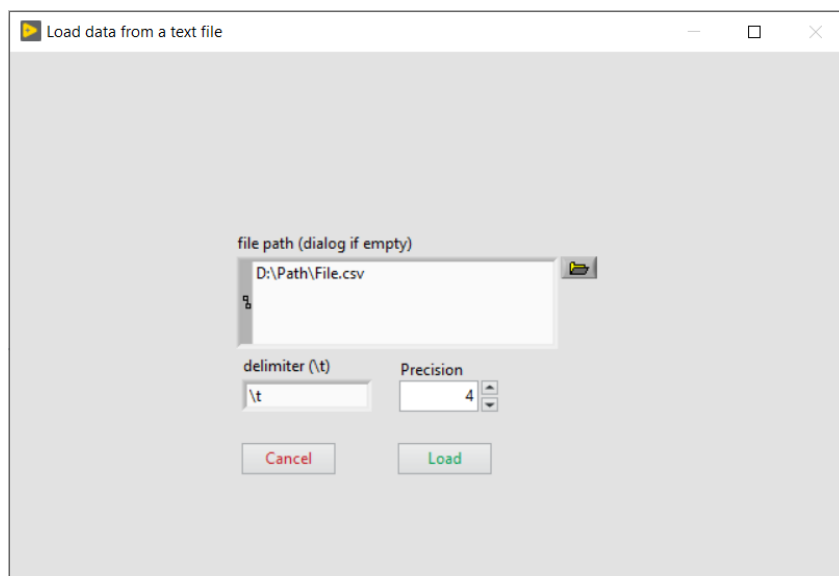 Load data from a text file
file path (dialog if empty)
D:\Path\File.csv
delimiter (\t)
Precision
\t
4
Cancel
Load